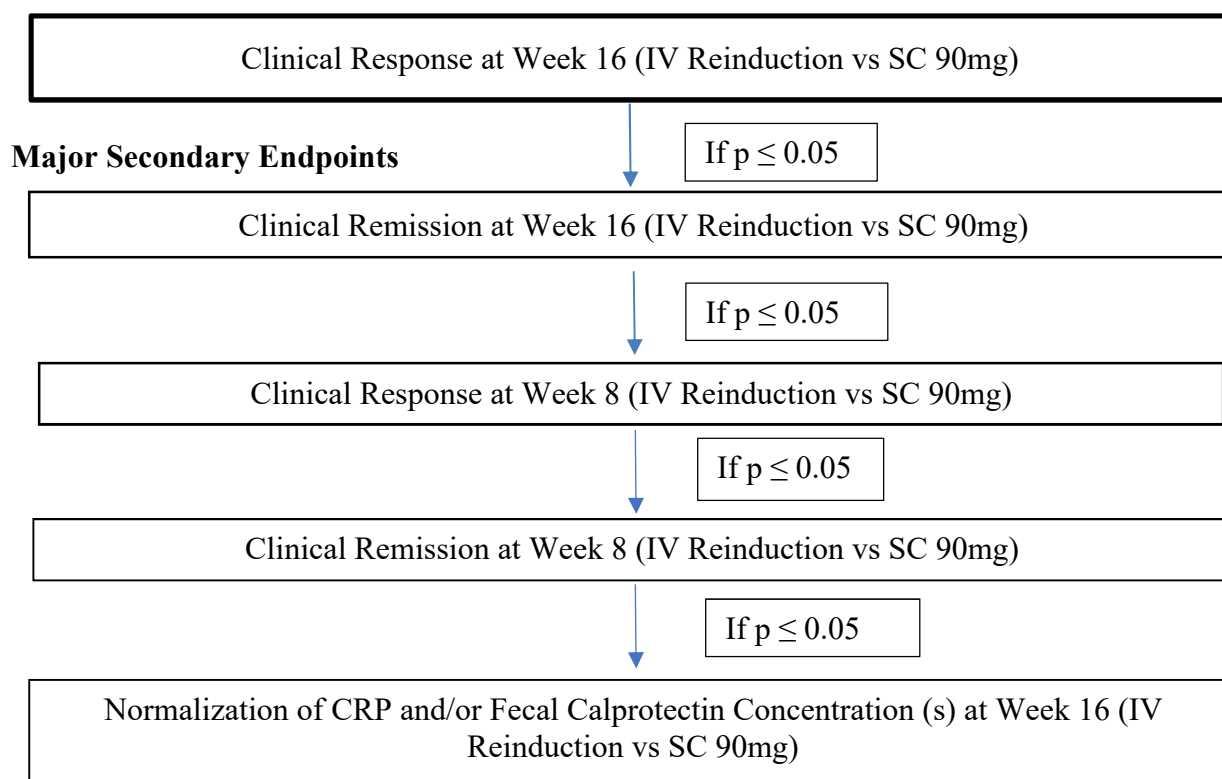 Clinical Response at Week 16 (IV Reinduction vs SC 90mg)
If p ≤ 0.05
Major Secondary Endpoints
Clinical Remission at Week 16 (IV Reinduction vs SC 90mg)
If p ≤ 0.05
Clinical Response at Week 8 (IV Reinduction vs SC 90mg)
If p ≤ 0.05
Clinical Remission at Week 8 (IV Reinduction vs SC 90mg)
If p ≤ 0.05
Normalization of CRP and/or Fecal Calprotectin Concentration (s) at Week 16 (IV
Reinduction vs SC 90mg)